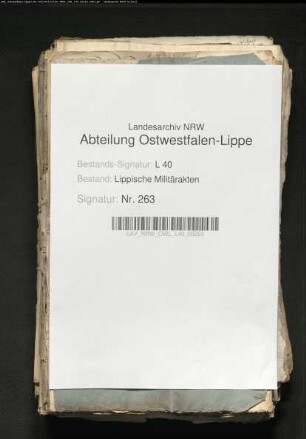 Landesarchiv NRW
Abteilung Ostwestfalen-Lippe
Bestands-Signatur: L 40
Bestand: Lippische Militärakten
Signatur: Nr. 263